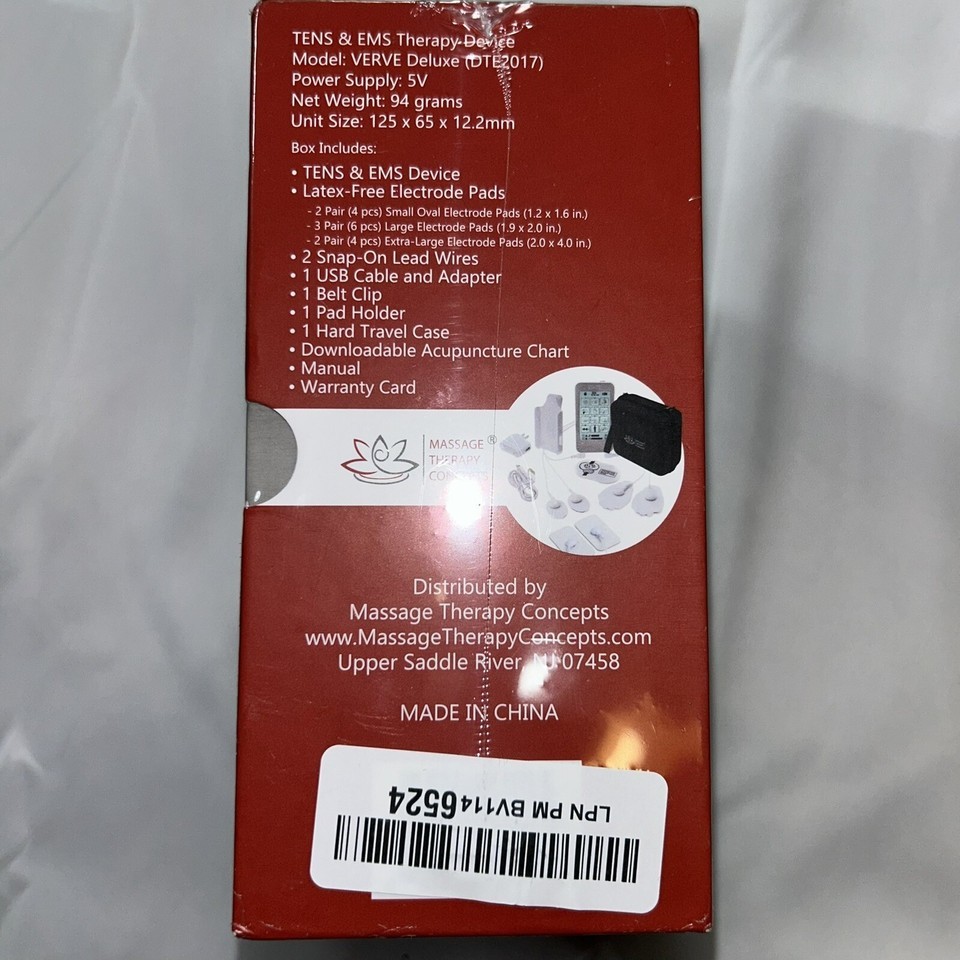 TENS & EMS Therapy Device
Model: VERVE Deluxe (DTE2017)
Power Supply: 5V
Net Weight: 94 grams
Unit Size: 125 x 65 x 12.2mm
Box Includes:
• TENS & EMS Device
• Latex-Free Electrode Pads
- 2 Pair (4 pcs) Small Oval Electrode Pads (1.2 x 1.6 in.)
- 3 Pair (6 pcs) Large Electrode Pads (1.9 x 2.0 in.)
- 2 Pair (4 pcs) Extra-Large Electrode Pads (2.0 x 4.0 in.)
• 2 Snap-On Lead Wires
• 1 USB Cable and Adapter
• 1 Belt Clip
• 1 Pad Holder
• 1 Hard Travel Case
• Downloadable Acupuncture Chart
• Manual
• Warranty Card
MASSAGE ®
THERAPY
CONCEPTS
Distributed by
Massage Therapy Concepts
www.MassageTherapyConcepts.com
Upper Saddle River, NJ 07458
MADE IN CHINA
LPN PM BV1146524